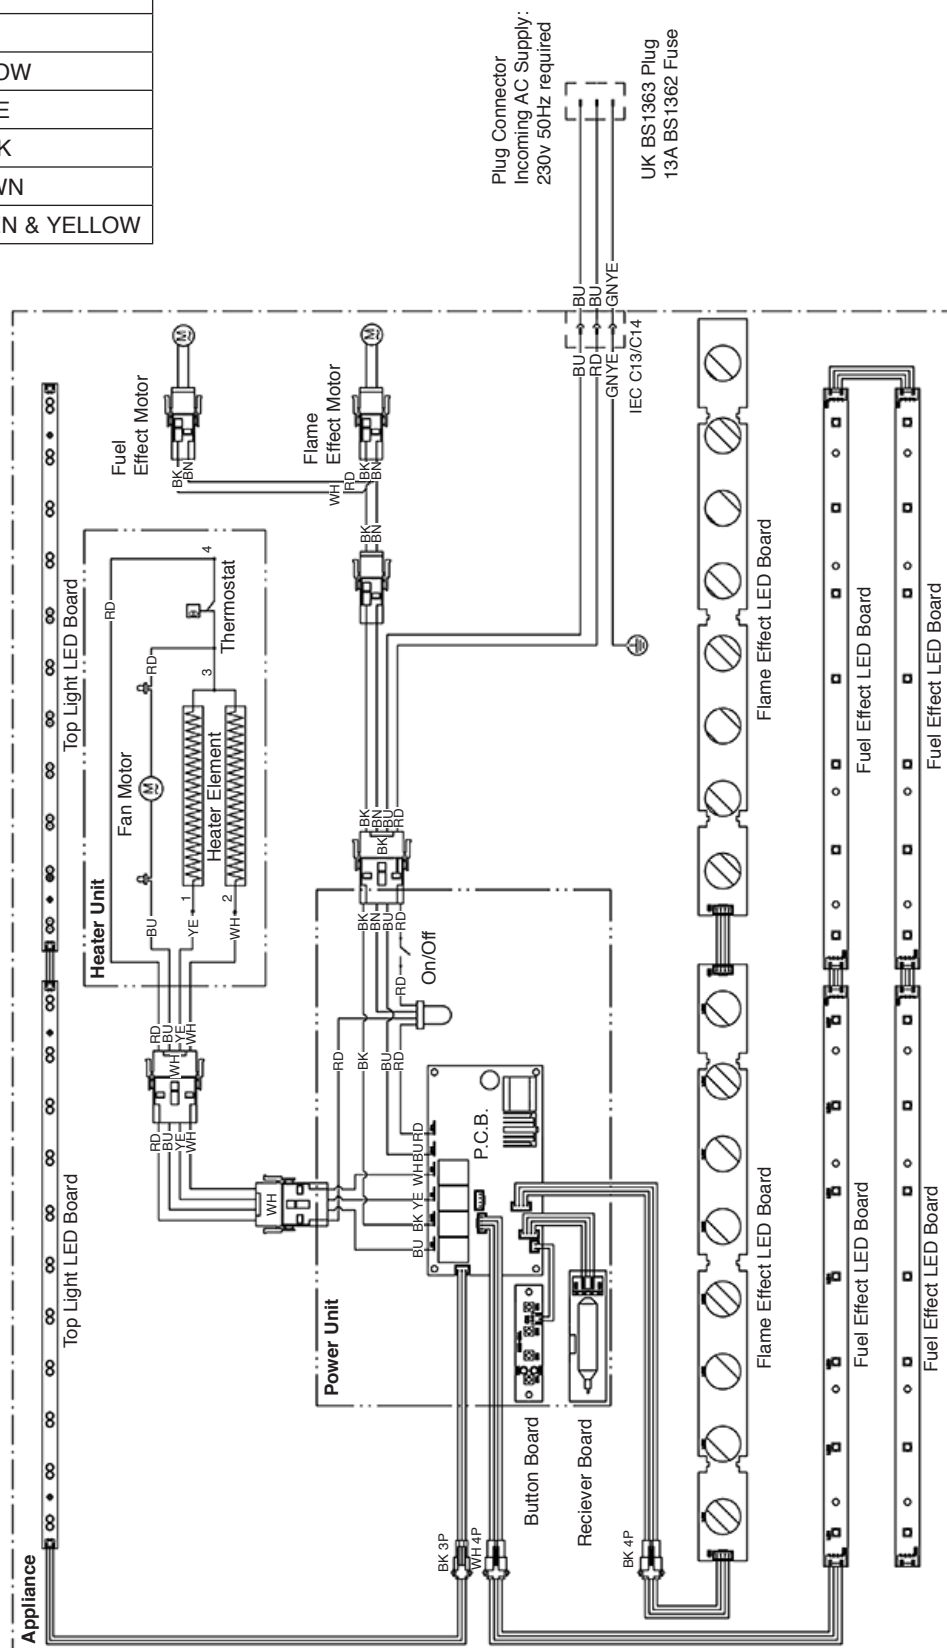 OW
E
K
WN
N & YELLOW
Plug Connector
Incoming AC Supply:
230v 50Hz required
UK BS1363 Plug
13A BS1362 Fuse
BU
BU
GNYE
BU
RD
GNYE
IEC C13/C14
M
M
Fuel
Effect Motor
Flame
Effect Motor
BK
BN
WH
RD
BK
BN
BK
BN
Top Light LED Board
Heater Unit
RD
4
Thermostat
3
RD
Fan Motor
M
Heater Element
BU
YE
1
WH
2
RD
BU
YE
WH
WH
RD
BU
YE
WH
WH
BK
BN
BU
RD
BK
BK
BN
BU
RD
On/Off
RD
RD
BK
BU
RD
P.C.B.
BU
BK
YE
WH
BU
RD
Power Unit
Top Light LED Board
Button Board
Reciever Board
BK 3P
WH 4P
BK 4P
Appliance
Flame Effect LED Board
Flame Effect LED Board
Fuel Effect LED Board
Fuel Effect LED Board
Fuel Effect LED Board
Fuel Effect LED Board